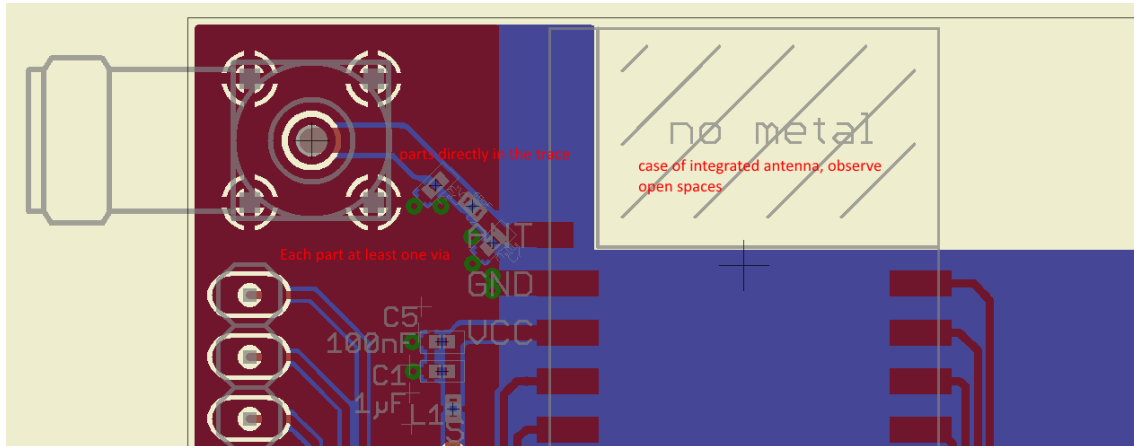 no metal
parts directly in the trace
case of integrated antenna, observe
open spaces
ANT
Each part at least one via
GND
C5
VCC
100nF
C1
1µF
L1
S